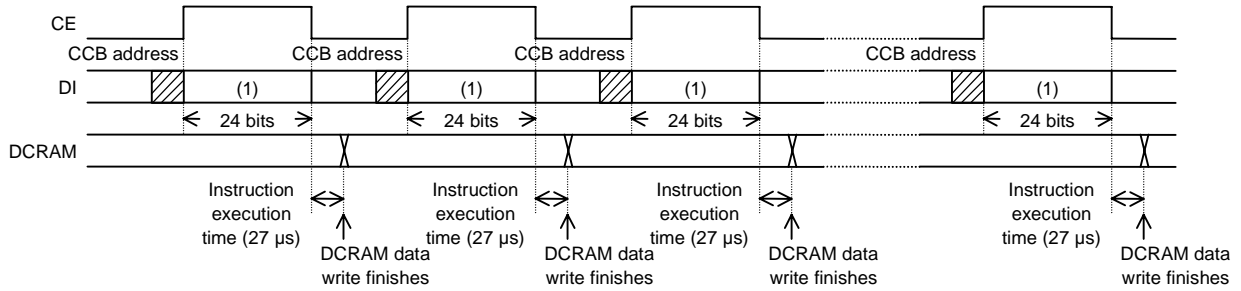 CE
CCB address CCB address CCB address CCB address
DI (1) (1) (1) (1)
24 bits 24 bits 24 bits 24 bits
DCRAM
Instruction Instruction Instruction Instruction
execution execution execution execution
time (27 µs) time (27 µs) time (27 µs) time (27 µs)
DCRAM data DCRAM data DCRAM data DCRAM data
write finishes write finishes write finishes write finishes